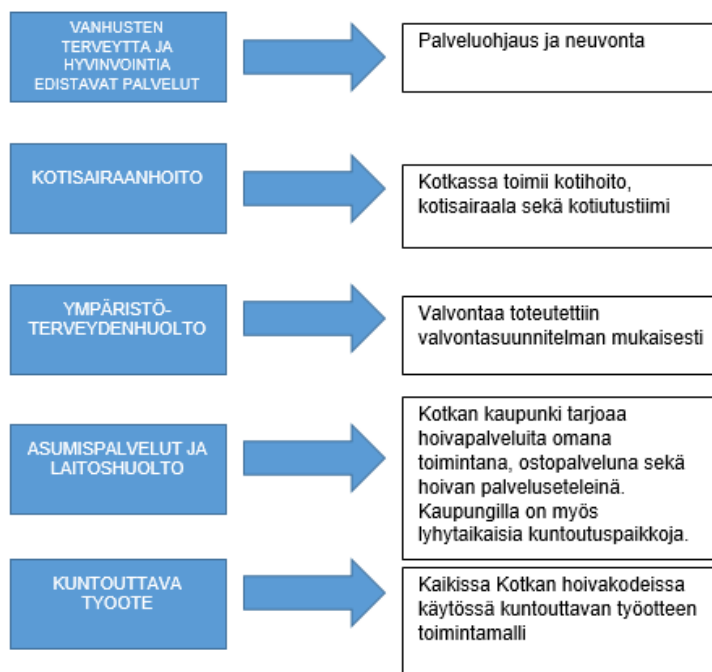 VANHUSTEN
TERVEYTTA JA
HYVINVOINTIA
EDISTAVAT PALVELUT
Palveluohjaus ja neuvonta
KOTISAIRAANHOITO
Kotkassa toimii kotihoito,
kotisairaala sekä kotiutustiimi
YMPÄRISTÖ-
TERVEYDENHUOLTO
Valvontaa toteutettiin
valvontasuunnitelman mukaisesti
ASUMISPALVELUT JA
LAITOSHUOLTO
Kotkan kaupunki tarjoaa
hoivapalveluita omana
toimintana, ostopalveluna sekä
hoivan palveluseteleinä.
Kaupungilla on myös
lyhytaikaisia kuntoutuspaikkoja.
KUNTOUTTAVA
TYOOTE
Kaikissa Kotkan hoivakodeissa
käytössä kuntouttavan työotteen
toimintamalli